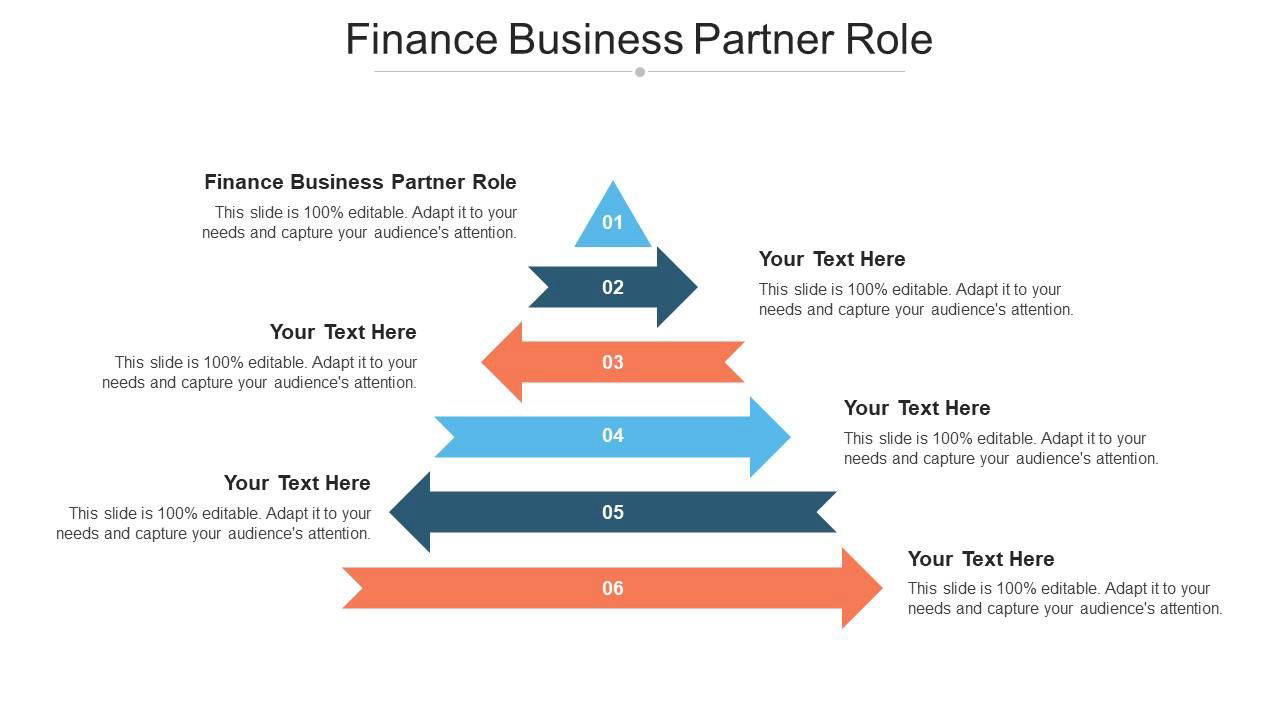 Finance Business Partner Role
Finance Business Partner Role
This slide is 100% editable. Adapt it to your
needs and capture your audience's attention.
01
02
Your Text Here
This slide is 100% editable. Adapt it to your
needs and capture your audience's attention.
Your Text Here
This slide is 100% editable. Adapt it to your
needs and capture your audience's attention.
03
04
Your Text Here
This slide is 100% editable. Adapt it to your
needs and capture your audience's attention.
Your Text Here
This slide is 100% editable. Adapt it to your
needs and capture your audience's attention.
05
06
Your Text Here
This slide is 100% editable. Adapt it to your
needs and capture your audience's attention.